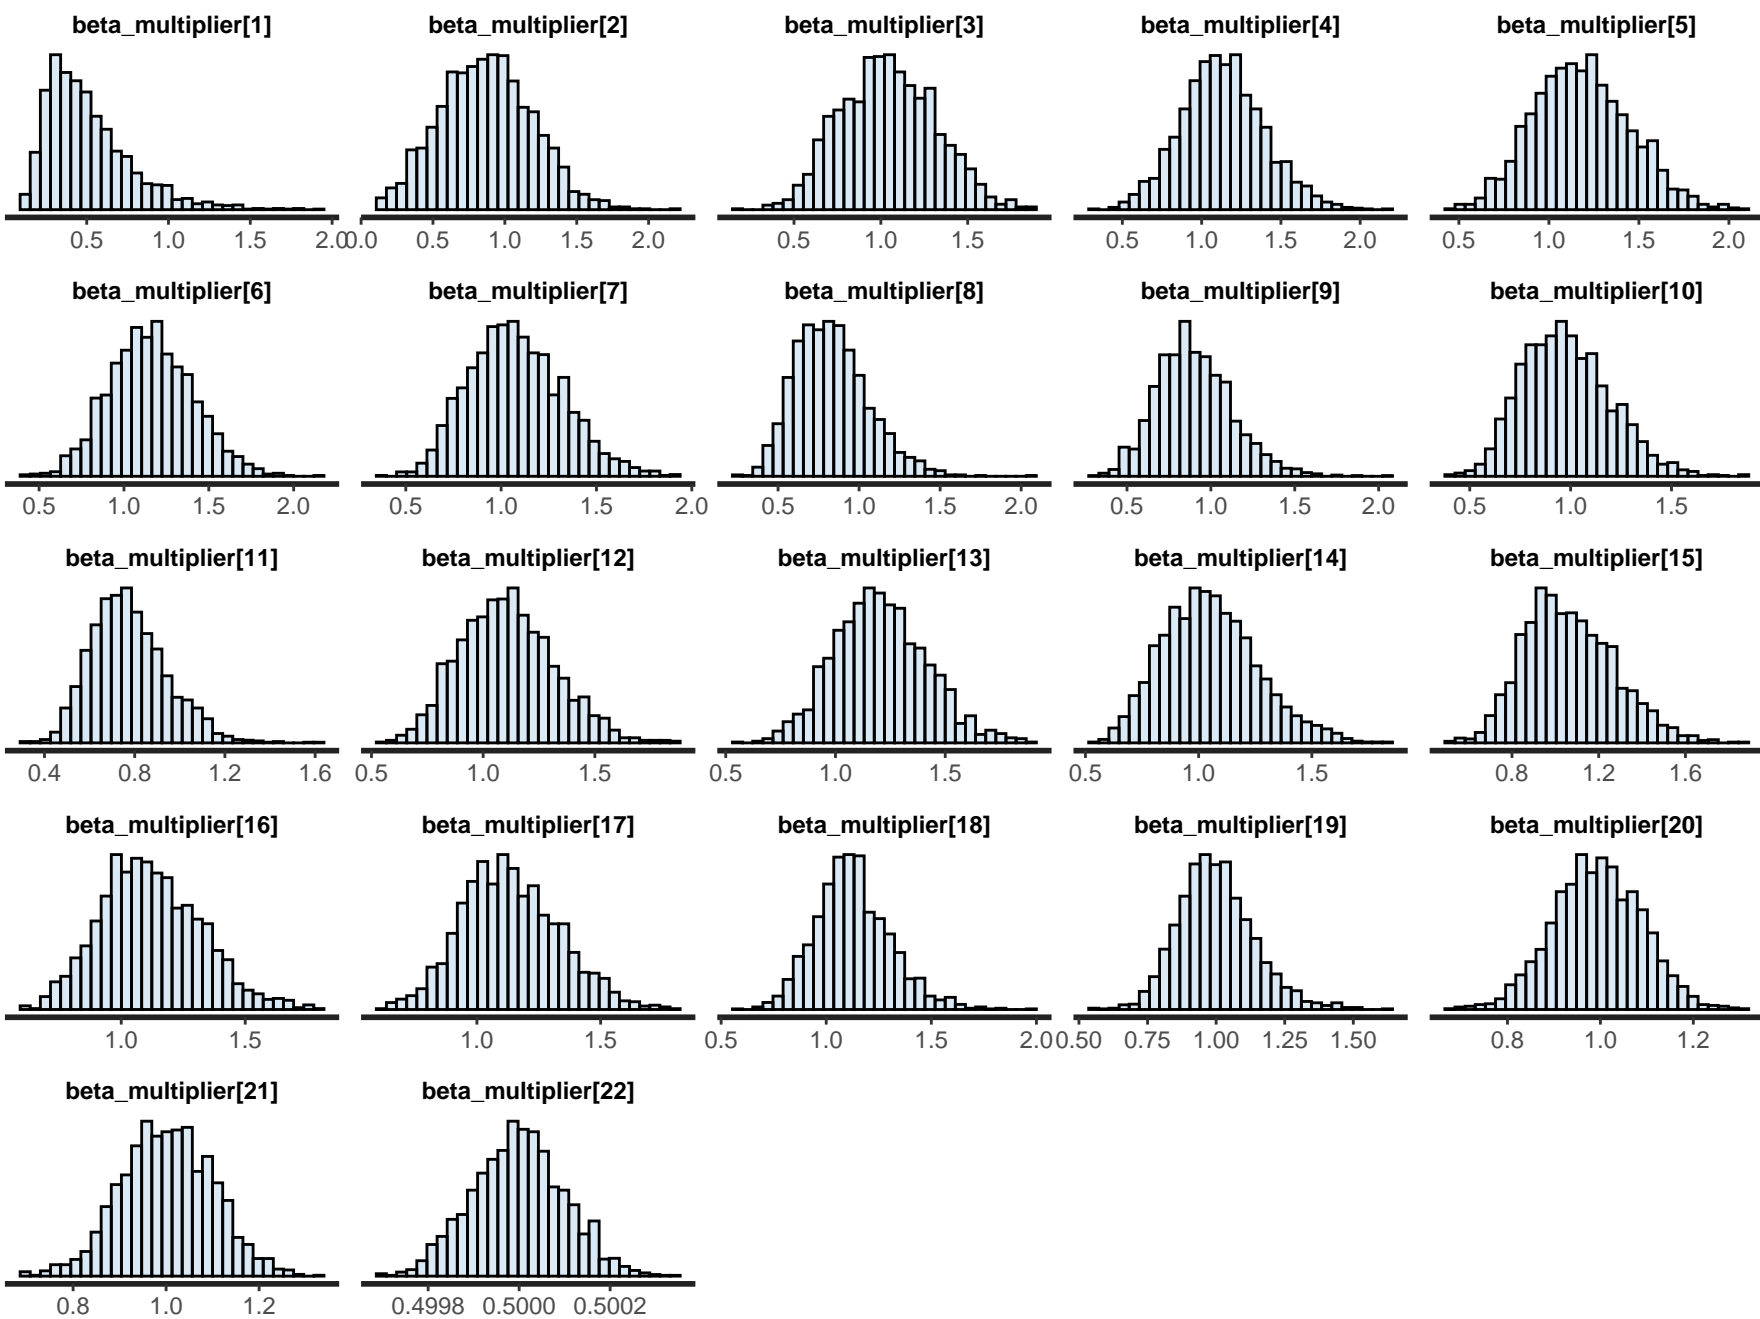 beta_multiplier[1] beta_multiplier[2] beta_multiplier[3] beta_multiplier[4] beta_multiplier[5]
0.5 1.0 1.5 2.0 0.0 0.5 1.0 1.5 2.0 0.5 1.0 1.5 0.5 1.0 1.5 2.0 0.5 1.0 1.5 2.0
beta_multiplier[6] beta_multiplier[7] beta_multiplier[8] beta_multiplier[9] beta_multiplier[10]
0.5 1.0 1.5 2.0 0.5 1.0 1.5 2.0 0.5 1.0 1.5 2.0 0.5 1.0 1.5 2.0 0.5 1.0 1.5
beta_multiplier[11] beta_multiplier[12] beta_multiplier[13] beta_multiplier[14] beta_multiplier[15]
0.4 0.8 1.2 1.6 0.5 1.0 1.5 0.5 1.0 1.5 0.5 1.0 1.5 0.8 1.2 1.6
beta_multiplier[16] beta_multiplier[17] beta_multiplier[18] beta_multiplier[19] beta_multiplier[20]
1.0 1.5 1.0 1.5 0.5 1.0 1.5 2.0 0.50 0.75 1.00 1.25 1.50 0.8 1.0 1.2
beta_multiplier[21] beta_multiplier[22]
0.8 1.0 1.2 0.4998 0.5000 0.5002